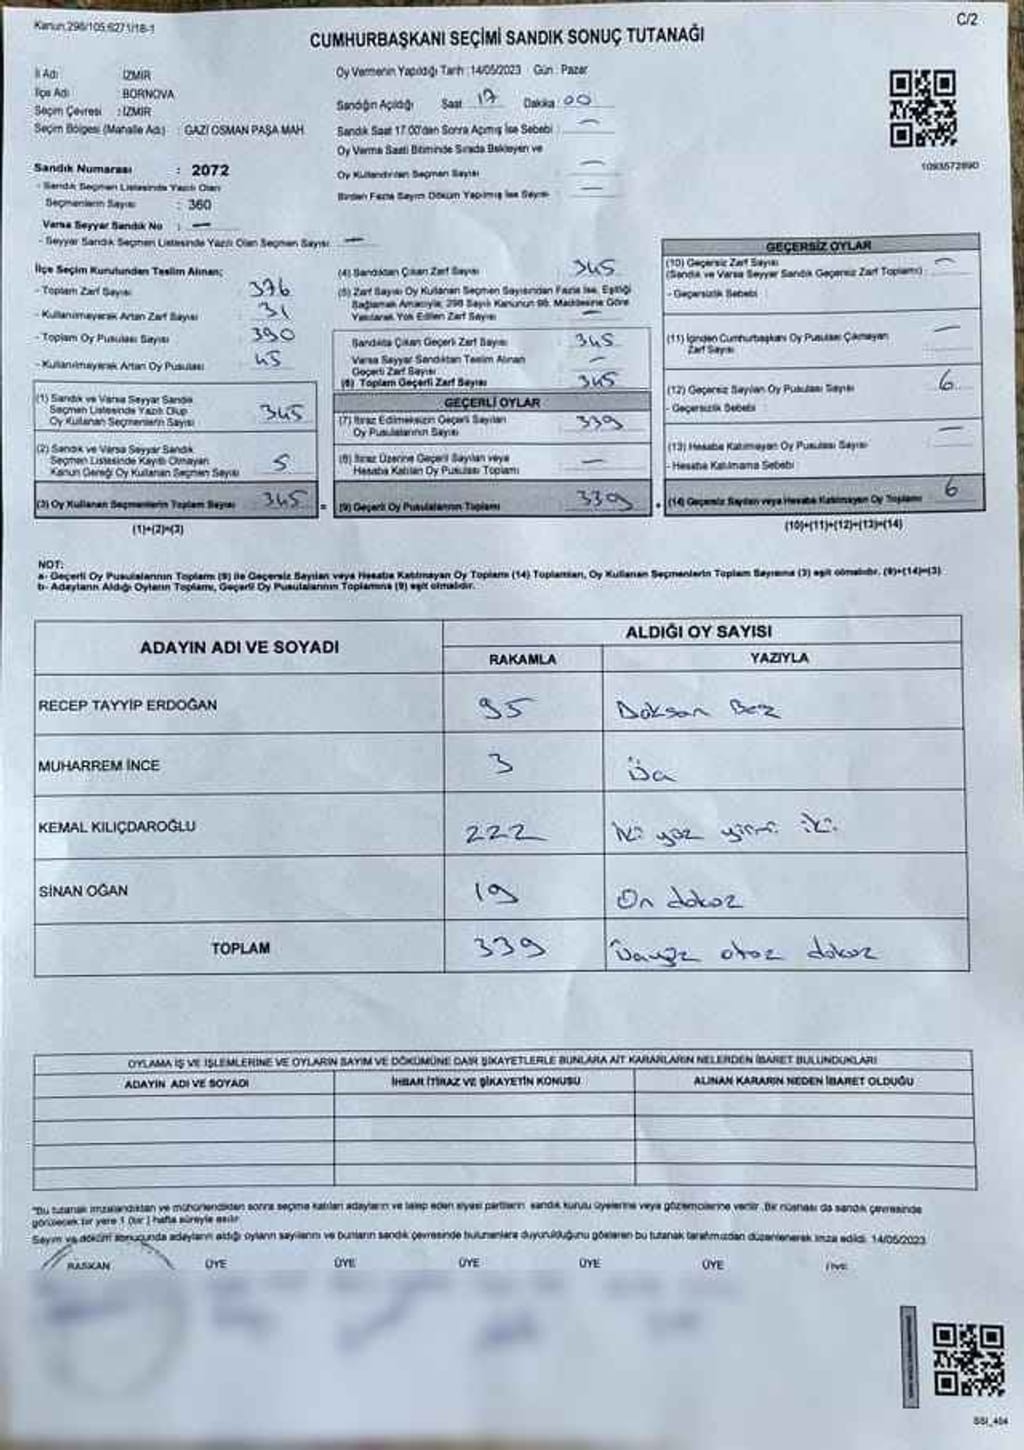 Kanun,298/105,6271/18-1
C/2
CUMHURBAŞKANI SEÇİMİ SANDIK SONUÇ TUTANAĞI
İl Adı : İZMİR
İlçe Adı : BORNOVA
Seçim Çevresi : İZMİR
Seçim Bölgesi (Mahalle Adı) : GAZİ OSMAN PAŞA MAH.
Sandık Numarası : 2072
- Sandık Seçmen Listesinde Yazılı Olan
Seçmenlerin Sayısı : 360
Varsa Seyyar Sandık No : —
- Seyyar Sandık Seçmen Listesinde Yazılı Olan Seçmen Sayısı : —
Oy Vermenin Yapıldığı Tarih :14/05/2023 Gün : Pazar
Sandığın Açıldığı Saat 17 Dakika 00
Sandık Saat 17.00'den Sonra Açımış İse Sebebi : —
Oy Verme Saati Bitiminde Sırada Bekleyen ve
Oy Kullandırılan Seçmen Sayısı : —
Birden Fazla Sayım Döküm Yapılmış İse Sayısı : —
1093572890
İlçe Seçim Kurulundan Teslim Alınan;
- Toplam Zarf Sayısı : 376
- Kullanılmayarak Artan Zarf Sayısı : 31
- Toplam Oy Pusulası Sayısı : 390
- Kullanılmayarak Artan Oy Pusulası : 45
(1) Sandık ve Varsa Seyyar Sandık
Seçmen Listesinde Yazılı Olup
Oy Kullanan Seçmenlerin Sayısı : 345
(2) Sandık ve Varsa Seyyar Sandık
Seçmen Listesinde Kayıtlı Olmayan
Kanun Gereği Oy Kullanan Seçmen Sayısı : 5
(3) Oy Kullanan Seçmenlerin Toplam Sayısı : 345
(1)+(2)=(3)
(4) Sandıktan Çıkan Zarf Sayısı : 345
(5) Zarf Sayısı Oy Kullanan Seçmen Sayısından Fazla İse, Eşitliği
Sağlamak Amacıyla, 298 Sayılı Kanunun 98. Maddesine Göre
Yakılarak Yok Edilen Zarf Sayısı : —
Sandıkta Çıkan Geçerli Zarf Sayısı : 345
Varsa Seyyar Sandıktan Teslim Alınan
Geçerli Zarf Sayısı : —
(6) Toplam Geçerli Zarf Sayısı : 345
GEÇERLİ OYLAR
(7) İtiraz Edilmeksizin Geçerli Sayılan
Oy Pusulalarının Sayısı : 339
(8) İtiraz Üzerine Geçerli Sayılan veya
Hesaba Katılan Oy Pusulası Toplamı : —
= (9) Geçerli Oy Pusulalarının Toplamı : 339
GEÇERSİZ OYLAR
(10) Geçersiz Zarf Sayısı
(Sandık ve Varsa Seyyar Sandık Geçersiz Zarf Toplamı) : —
- Geçersizlik Sebebi :
(11) İçinden Cumhurbaşkanı Oy Pusulası Çıkmayan
Zarf Sayısı : —
(12) Geçersiz Sayılan Oy Pusulası Sayısı : 6
- Geçersizlik Sebebi :
(13) Hesaba Katılmayan Oy Pusulası Sayısı : —
- Hesaba Katılmama Sebebi :
+ (14) Geçersiz Sayılan veya Hesaba Katılmayan Oy Toplamı : 6
(10)+(11)+(12)+(13)=(14)
NOT:
a- Geçerli Oy Pusulalarının Toplamı (9) ile Geçersiz Sayılan veya Hesaba Katılmayan Oy Toplamı (14) Toplamları, Oy Kullanan Seçmenlerin Toplam Sayısına (3) eşit olmalıdır. (9)+(14)=(3)
b- Adayların Aldığı Oyların Toplamı, Geçerli Oy Pusulalarının Toplamına (9) eşit olmalıdır.
ADAYIN ADI VE SOYADI
ALDIĞI OY SAYISI
RAKAMLA YAZIYLA
RECEP TAYYİP ERDOĞAN 95 Doksan Beş
MUHARREM İNCE 3 Üç
KEMAL KILIÇDAROĞLU 222 İki yüz yirmi iki
SİNAN OĞAN 19 On dokuz
TOPLAM 339 Üçyüz otuz dokuz
OYLAMA İŞ VE İŞLEMLERİNE VE OYLARIN SAYIM VE DÖKÜMÜNE DAİR ŞİKAYETLERLE BUNLARA AİT KARARLARIN NELERDEN İBARET BULUNDUKLARI
ADAYIN ADI VE SOYADI İHBAR İTİRAZ VE ŞİKAYETİN KONUSU ALINAN KARARIN NEDEN İBARET OLDUĞU
*Bu tutanak imzalandıktan ve mühürlendikten sonra seçime katılan adayların ve talep eden siyasi partilerin sandık kurulu üyelerine veya gözlemcilerine verilir. Bir nüshası da sandık çevresinde
görülecek bir yere 1 (bir ) hafta süreyle asılır.
Sayım ve döküm sonucunda adayların aldığı oyların sayılarını ve bunların sandık çevresinde bulunanlara duyurulduğunu gösteren bu tutanak tarafımızdan düzenlenerek imza edildi. 14/05/2023
BAŞKAN ÜYE ÜYE ÜYE ÜYE ÜYE ÜYE
SSI_404